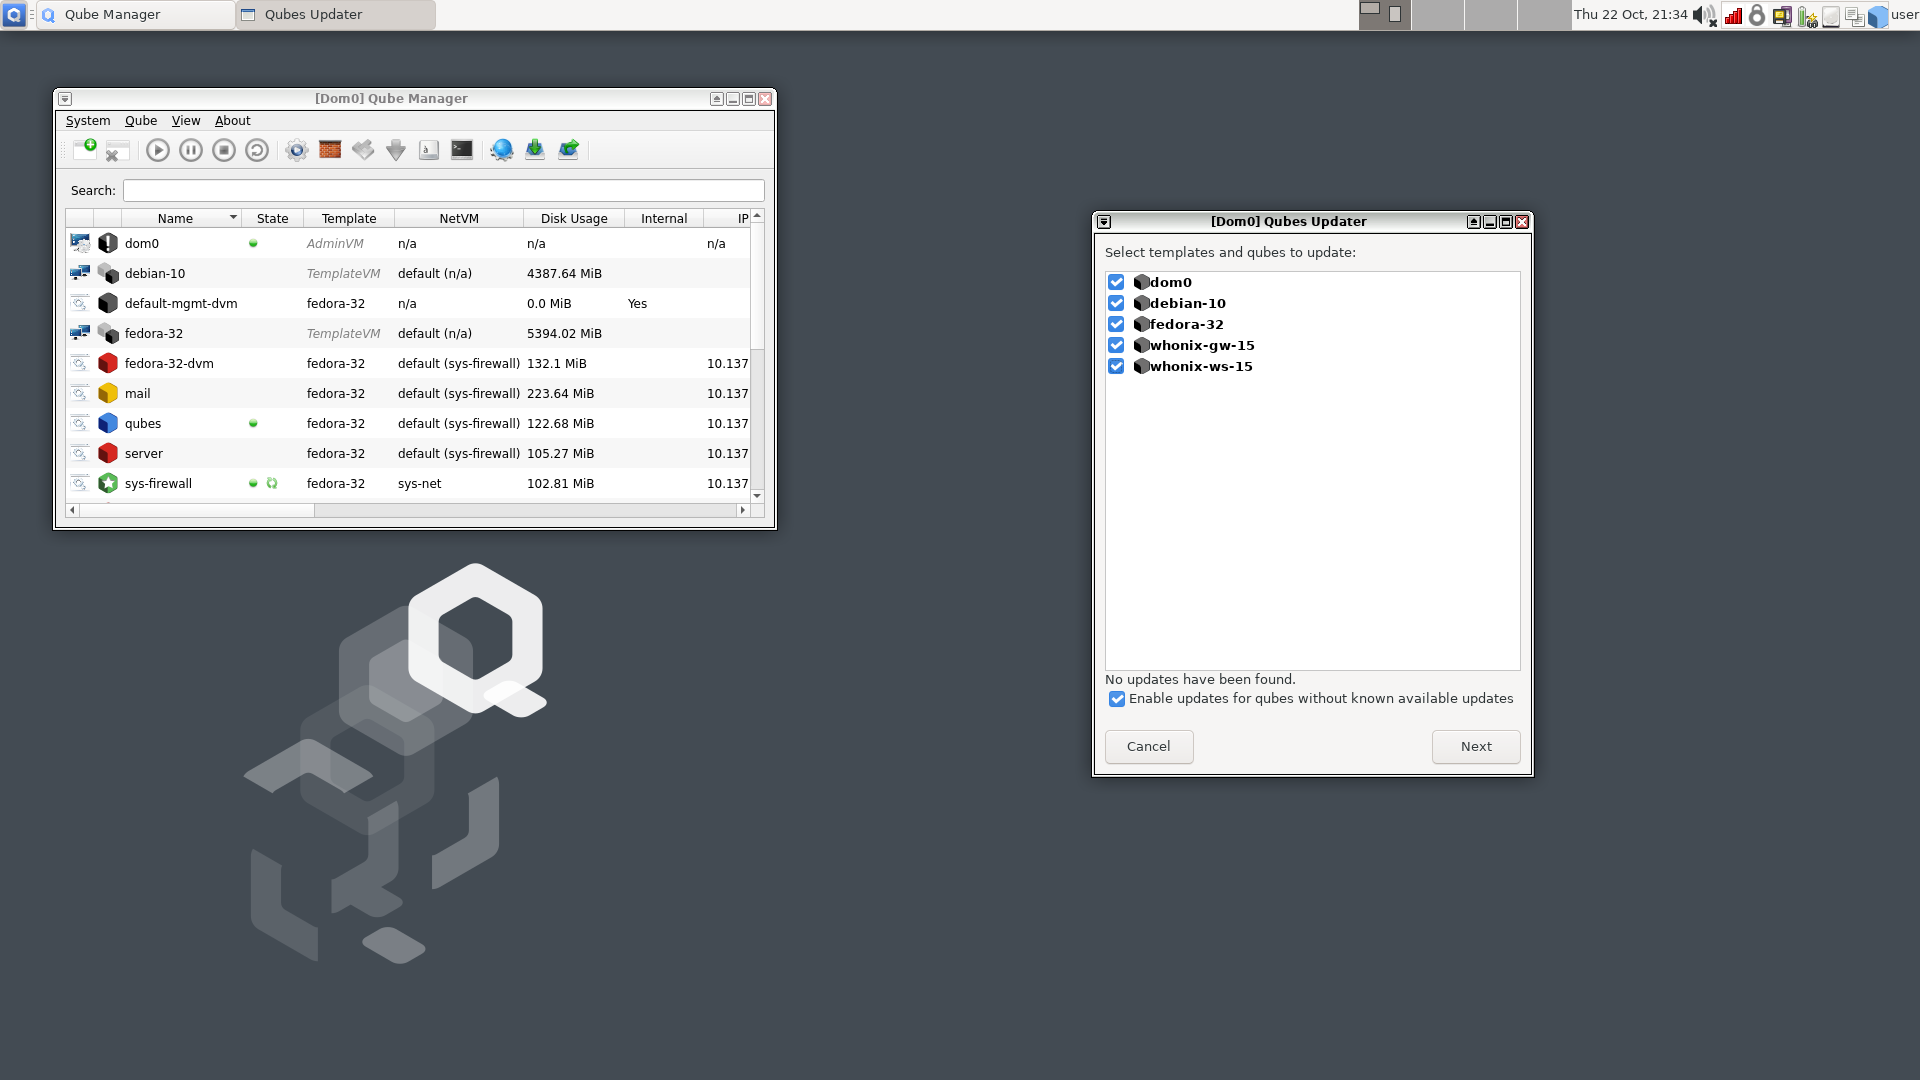 Qube Manager Qubes Updater Thu 22 Oct, 21:34 user
[Dom0] Qube Manager
System Qube View About
Search:
Name State Template NetVM Disk Usage Internal IP
dom0 AdminVM n/a n/a n/a
debian-10 TemplateVM default (n/a) 4387.64 MiB
default-mgmt-dvm fedora-32 n/a 0.0 MiB Yes
fedora-32 TemplateVM default (n/a) 5394.02 MiB
fedora-32-dvm fedora-32 default (sys-firewall) 132.1 MiB 10.137
mail fedora-32 default (sys-firewall) 223.64 MiB 10.137
qubes fedora-32 default (sys-firewall) 122.68 MiB 10.137
server fedora-32 default (sys-firewall) 105.27 MiB 10.137
sys-firewall fedora-32 sys-net 102.81 MiB 10.137
[Dom0] Qubes Updater
Select templates and qubes to update:
dom0
debian-10
fedora-32
whonix-gw-15
whonix-ws-15
No updates have been found.
Enable updates for qubes without known available updates
Cancel Next